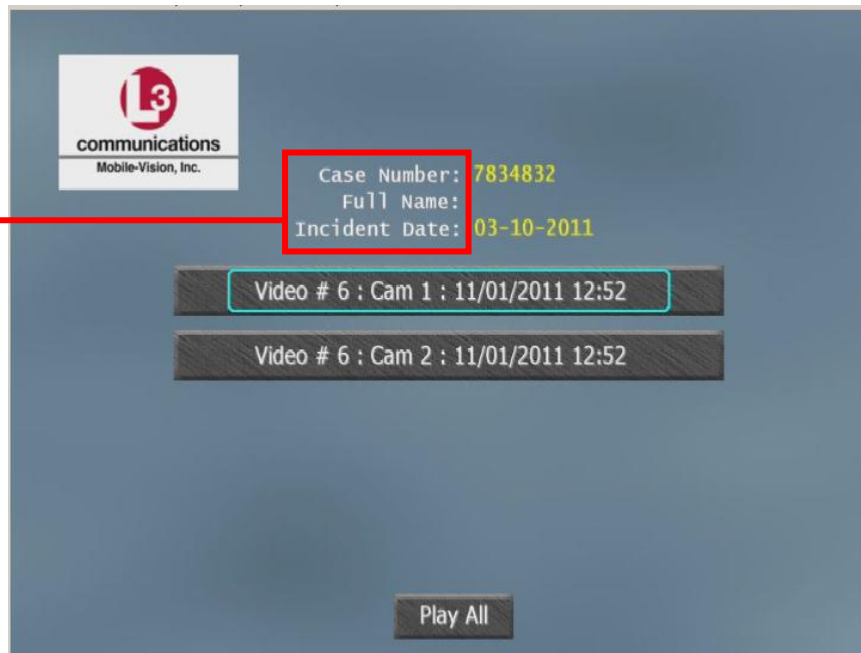 L3
communications
Mobile-Vision, Inc.
Case Number: 7834832
Full Name:
Incident Date: 03-10-2011
Video # 6 : Cam 1 : 11/01/2011 12:52
Video # 6 : Cam 2 : 11/01/2011 12:52
Play All